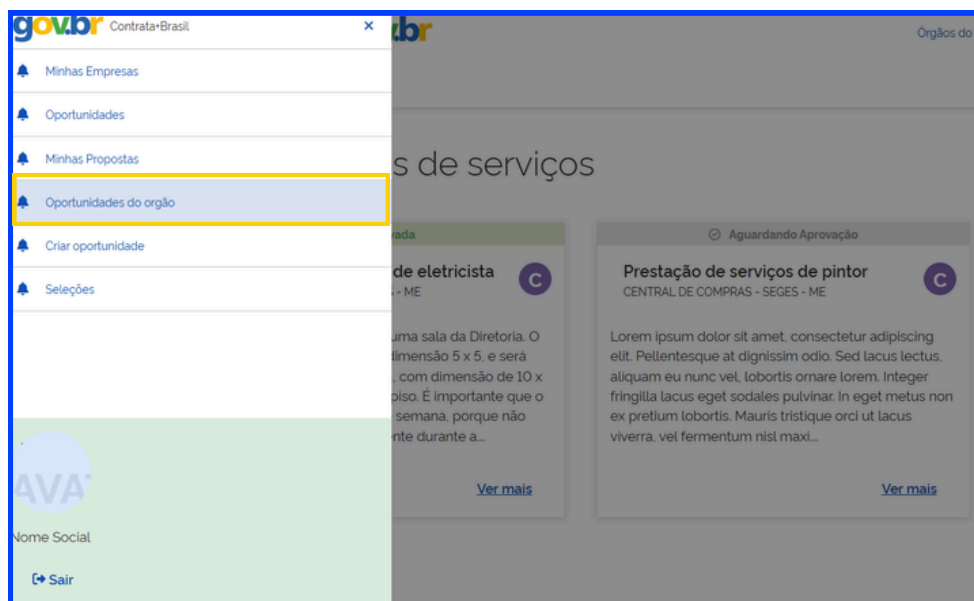 gov.br Contrata+Brasil ×
Minhas Empresas
Oportunidades
Minhas Propostas
Oportunidades do orgão
Criar oportunidade
Seleções
AVA
Nome Social
Sair
.br
Órgãos do
s de serviços
vada
de eletricista
C
- ME
uma sala da Diretoria. O
dimensão 5 x 5, e será
, com dimensão de 10 x
piso. É importante que o
semana, porque não
nte durante a...
Ver mais
Aguardando Aprovação
Prestação de serviços de pintor
C
CENTRAL DE COMPRAS - SEGES - ME
Lorem ipsum dolor sit amet, consectetur adipiscing
elit. Pellentesque at dignissim odio. Sed lacus lectus,
aliquam eu nunc vel, lobortis ornare lorem. Integer
fringilla lacus eget sodales pulvinar. In eget metus non
ex pretium lobortis. Mauris tristique orci ut lacus
viverra, vel fermentum nisl maxi...
Ver mais